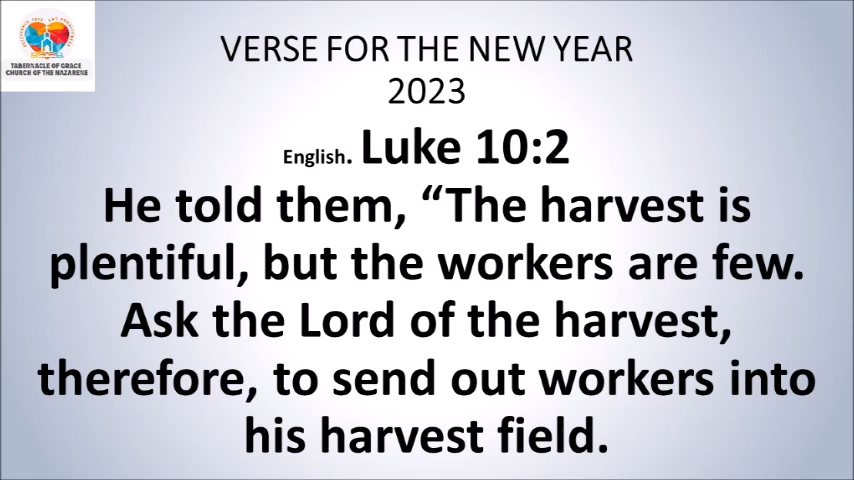 TABERNACLE OF GRACE
CHURCH OF THE NAZARENE
VERSE FOR THE NEW YEAR
2023
English. Luke 10:2
He told them, “The harvest is
plentiful, but the workers are few.
Ask the Lord of the harvest,
therefore, to send out workers into
his harvest field.